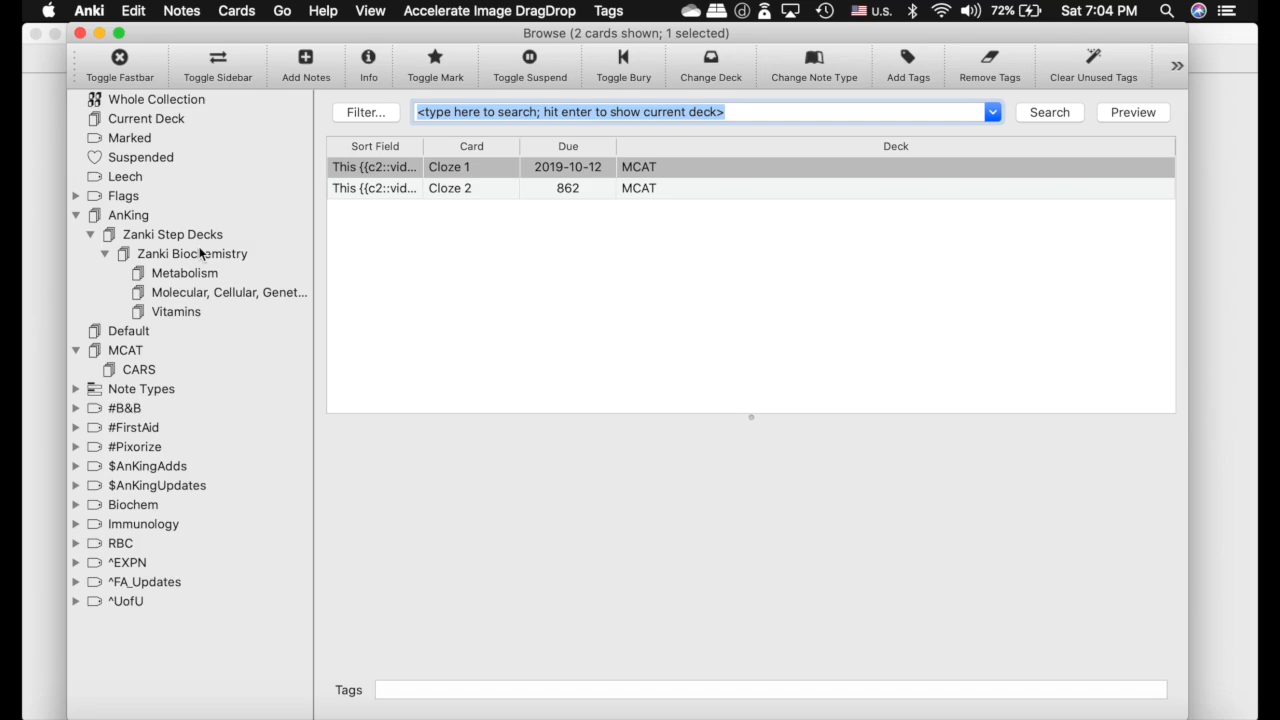 Anki Edit Notes Cards Go Help View Accelerate Image DragDrop Tags U.S. 72% Sat 7:04 PM
Browse (2 cards shown; 1 selected)
Toggle Fastbar Toggle Sidebar Add Notes Info Toggle Mark Toggle Suspend Toggle Bury Change Deck Change Note Type Add Tags Remove Tags Clear Unused Tags
Whole Collection
Current Deck
Marked
Suspended
Leech
Flags
AnKing
Zanki Step Decks
Zanki Biochemistry
Metabolism
Molecular, Cellular, Genet...
Vitamins
Default
MCAT
CARS
Note Types
#B&B
#FirstAid
#Pixorize
$AnKingAdds
$AnKingUpdates
Biochem
Immunology
RBC
^EXPN
^FA_Updates
^UofU
Filter... <type here to search; hit enter to show current deck> Search Preview
Sort Field Card Due Deck
This {{c2::vid... Cloze 1 2019-10-12 MCAT
This {{c2::vid... Cloze 2 862 MCAT
Tags